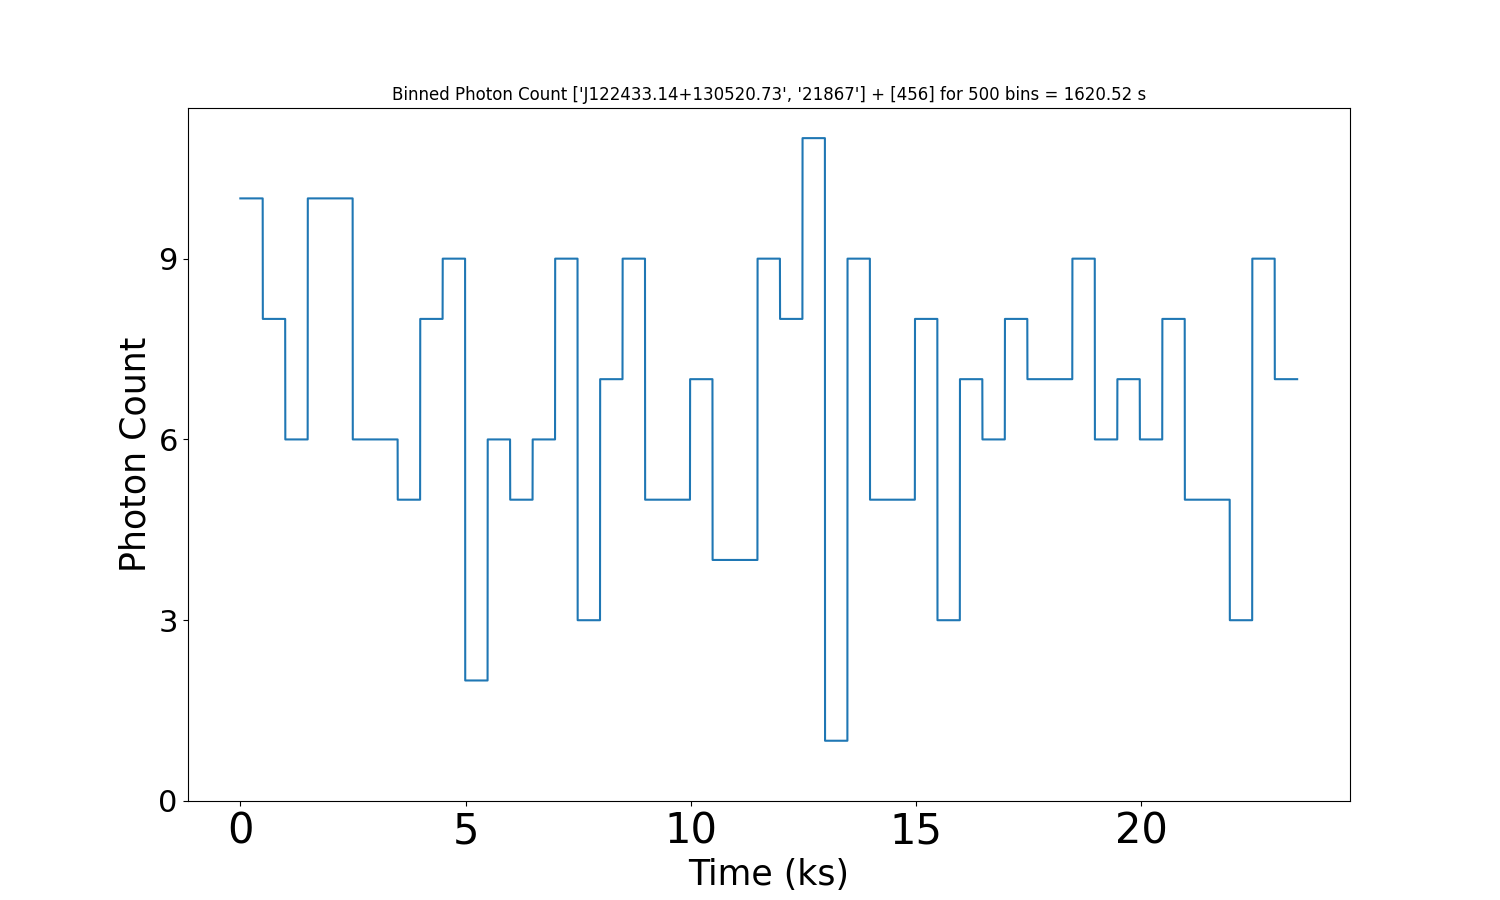 Binned Photon Count ['J122433.14+130520.73', '21867'] + [456] for 500 bins = 1620.52 s
9
6
3
0
Photon Count
0 5 10 15 20
Time (ks)